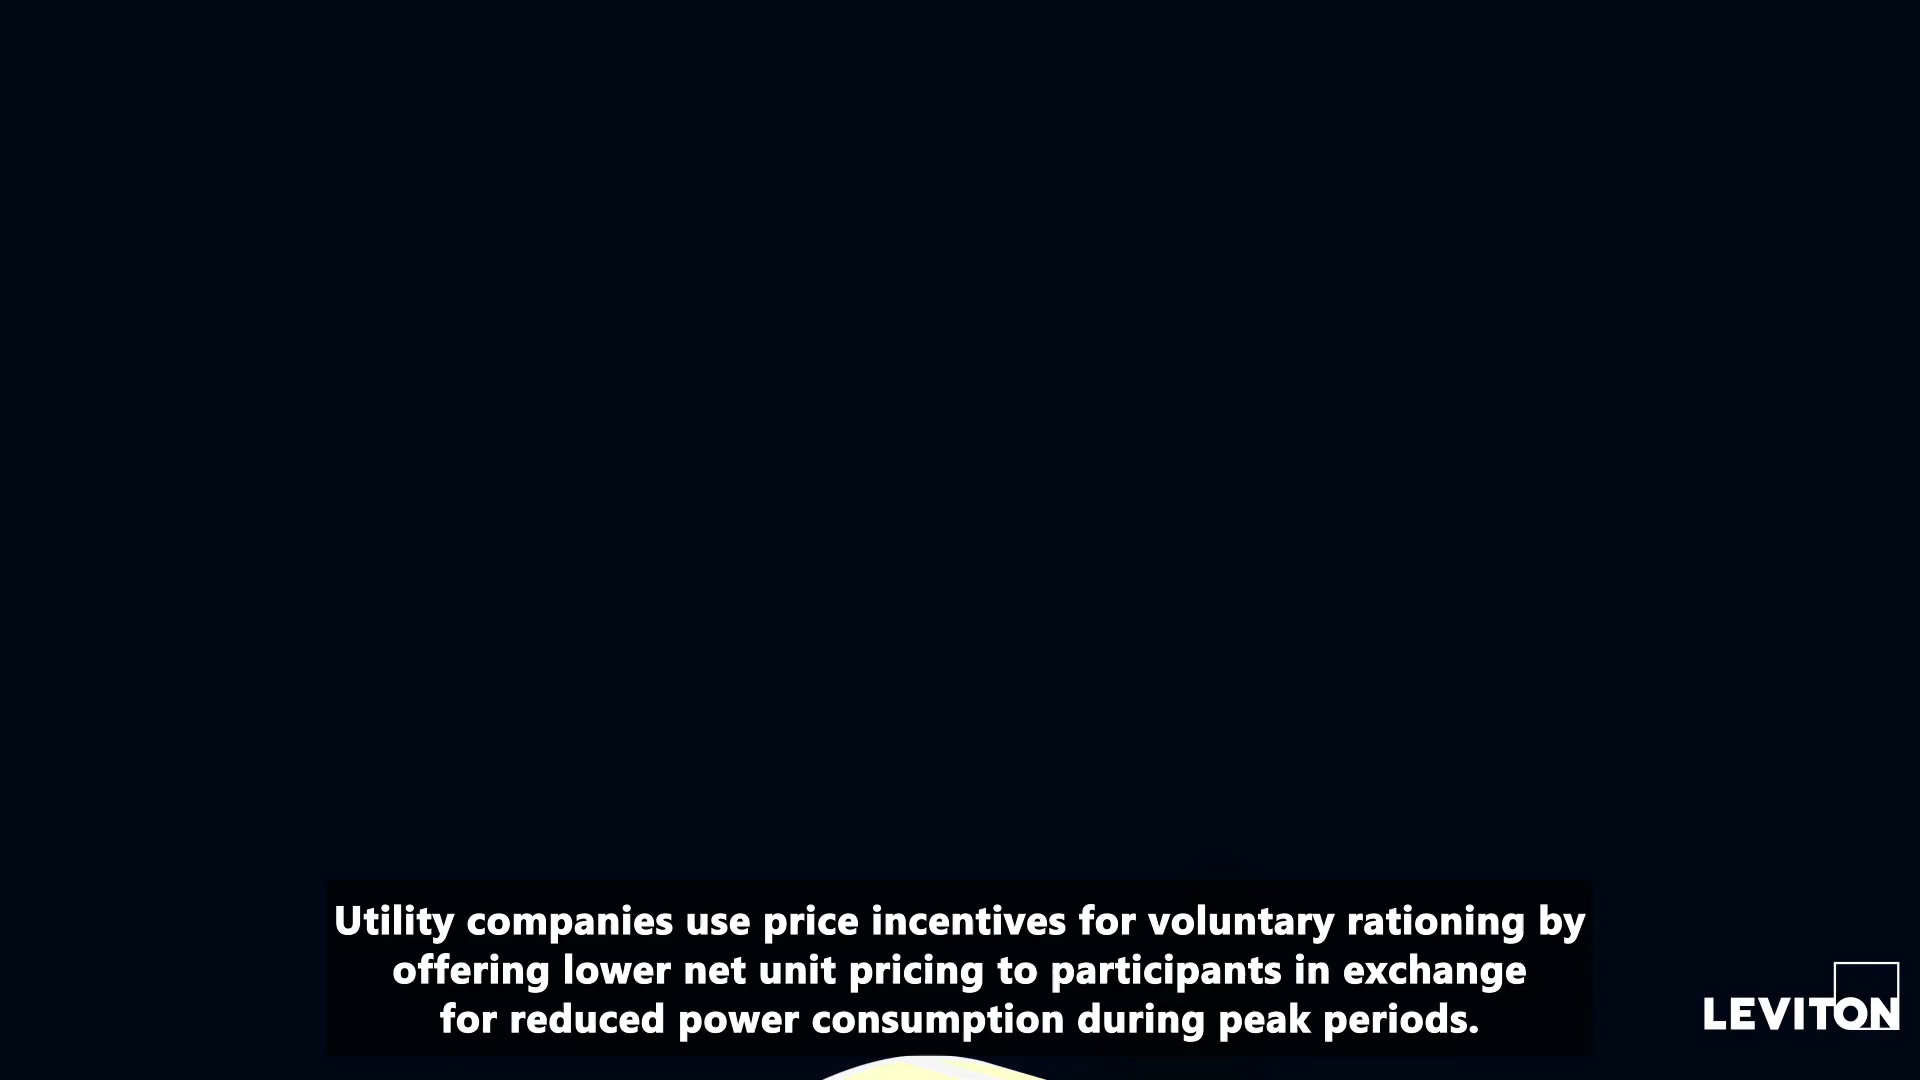 Utility companies use price incentives for voluntary rationing by
offering lower net unit pricing to participants in exchange
for reduced power consumption during peak periods.
LEVITON